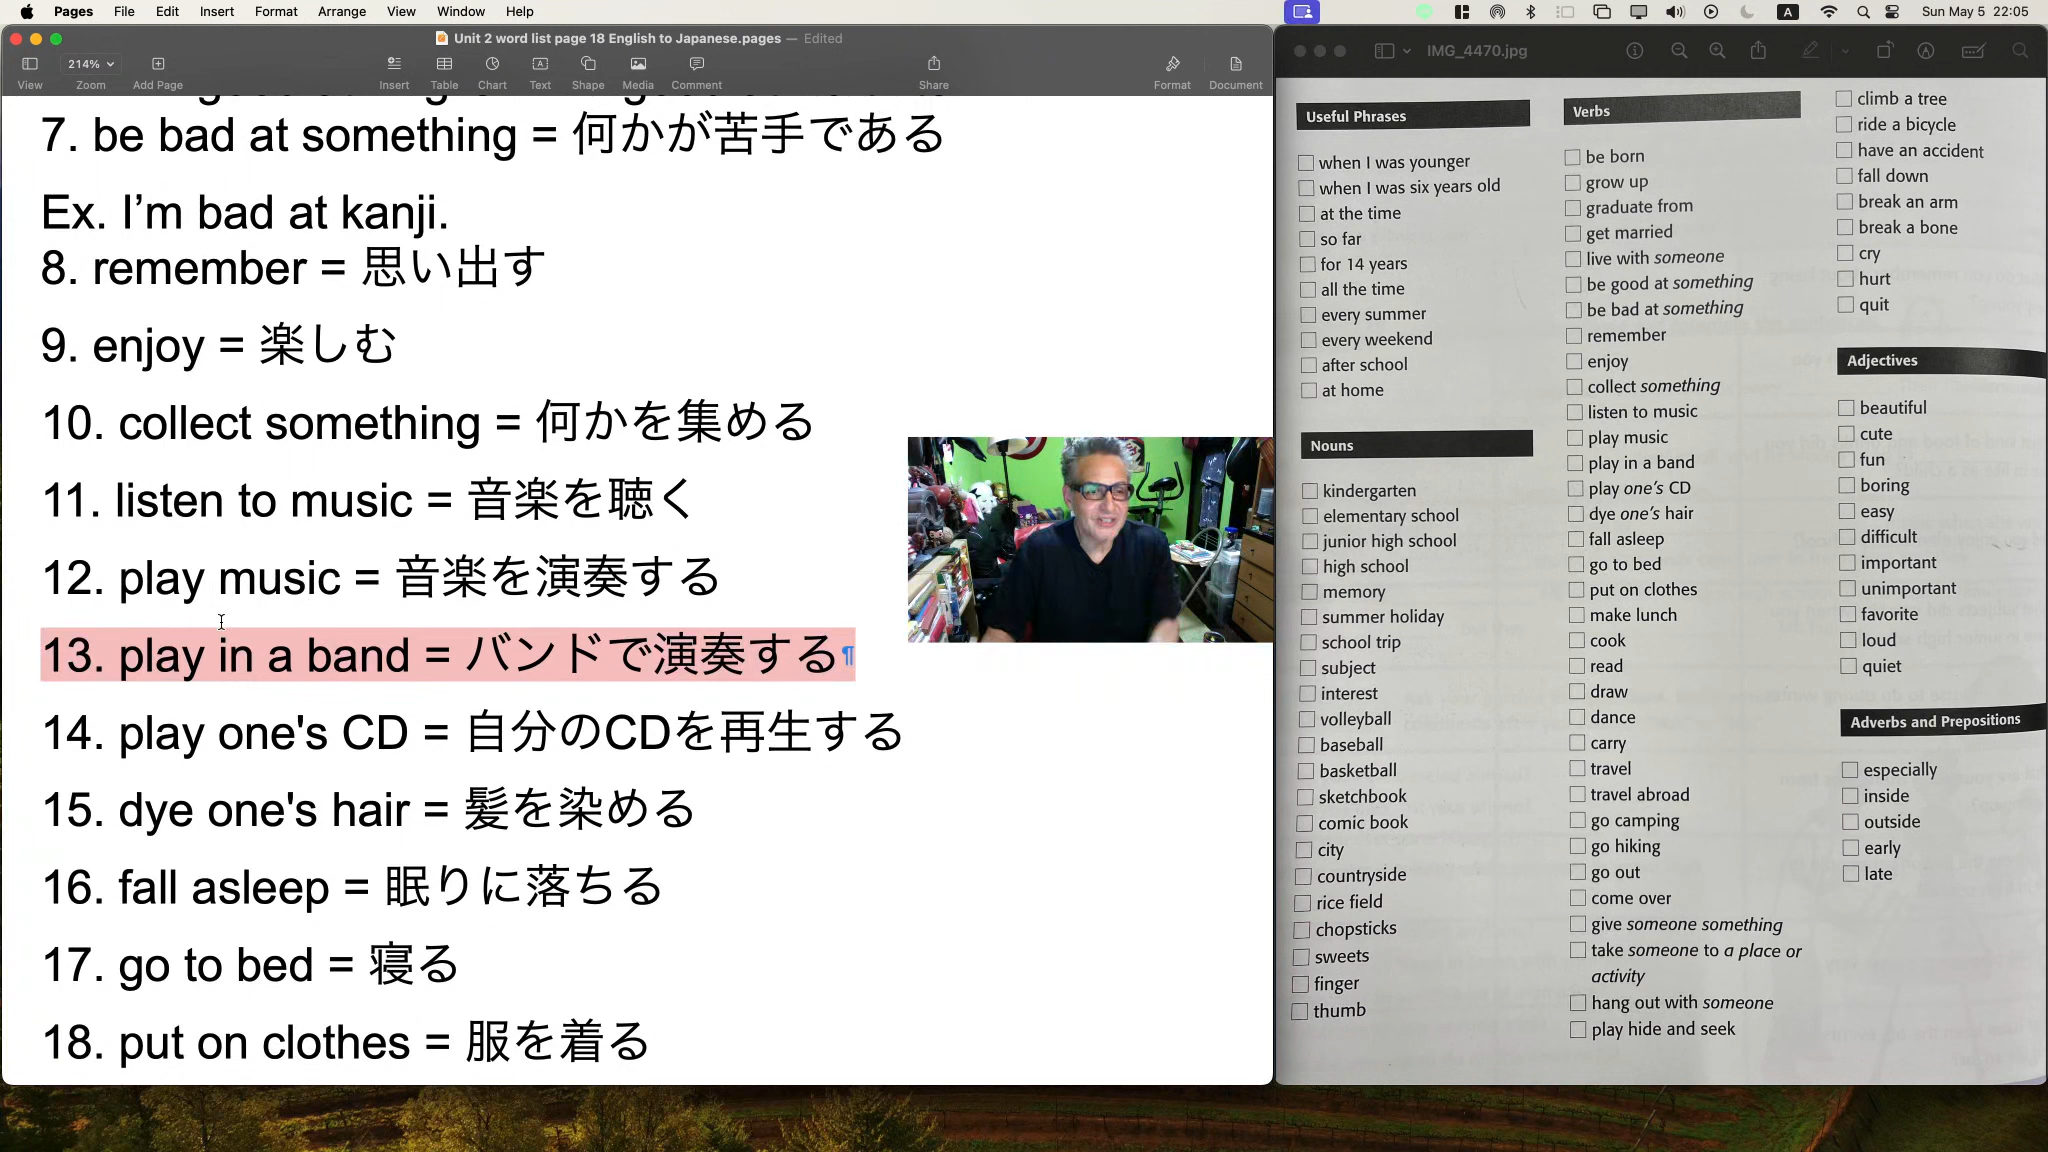 Pages File Edit Insert Format Arrange View Window Help
A Sun May 5 22:05
Unit 2 word list page 18 English to Japanese.pages — Edited
214%
View Zoom Add Page Insert Table Chart Text Shape Media Comment Share Format Document
7. be bad at something = 何かが苦手である
Ex. I’m bad at kanji.
8. remember = 思い出す
9. enjoy = 楽しむ
10. collect something = 何かを集める
11. listen to music = 音楽を聴く
12. play music = 音楽を演奏する
13. play in a band = バンドで演奏する¶
14. play one's CD = 自分のCDを再生する
15. dye one's hair = 髪を染める
16. fall asleep = 眠りに落ちる
17. go to bed = 寝る
18. put on clothes = 服を着る
IMG_4470.jpg
Useful Phrases
when I was younger
when I was six years old
at the time
so far
for 14 years
all the time
every summer
every weekend
after school
at home
Nouns
kindergarten
elementary school
junior high school
high school
memory
summer holiday
school trip
subject
interest
volleyball
baseball
basketball
sketchbook
comic book
city
countryside
rice field
chopsticks
sweets
finger
thumb
Verbs
be born
grow up
graduate from
get married
live with someone
be good at something
be bad at something
remember
enjoy
collect something
listen to music
play music
play in a band
play one’s CD
dye one’s hair
fall asleep
go to bed
put on clothes
make lunch
cook
read
draw
dance
carry
travel
travel abroad
go camping
go hiking
go out
come over
give someone something
take someone to a place or
activity
hang out with someone
play hide and seek
climb a tree
ride a bicycle
have an accident
fall down
break an arm
break a bone
cry
hurt
quit
Adjectives
beautiful
cute
fun
boring
easy
difficult
important
unimportant
favorite
loud
quiet
Adverbs and Prepositions
especially
inside
outside
early
late